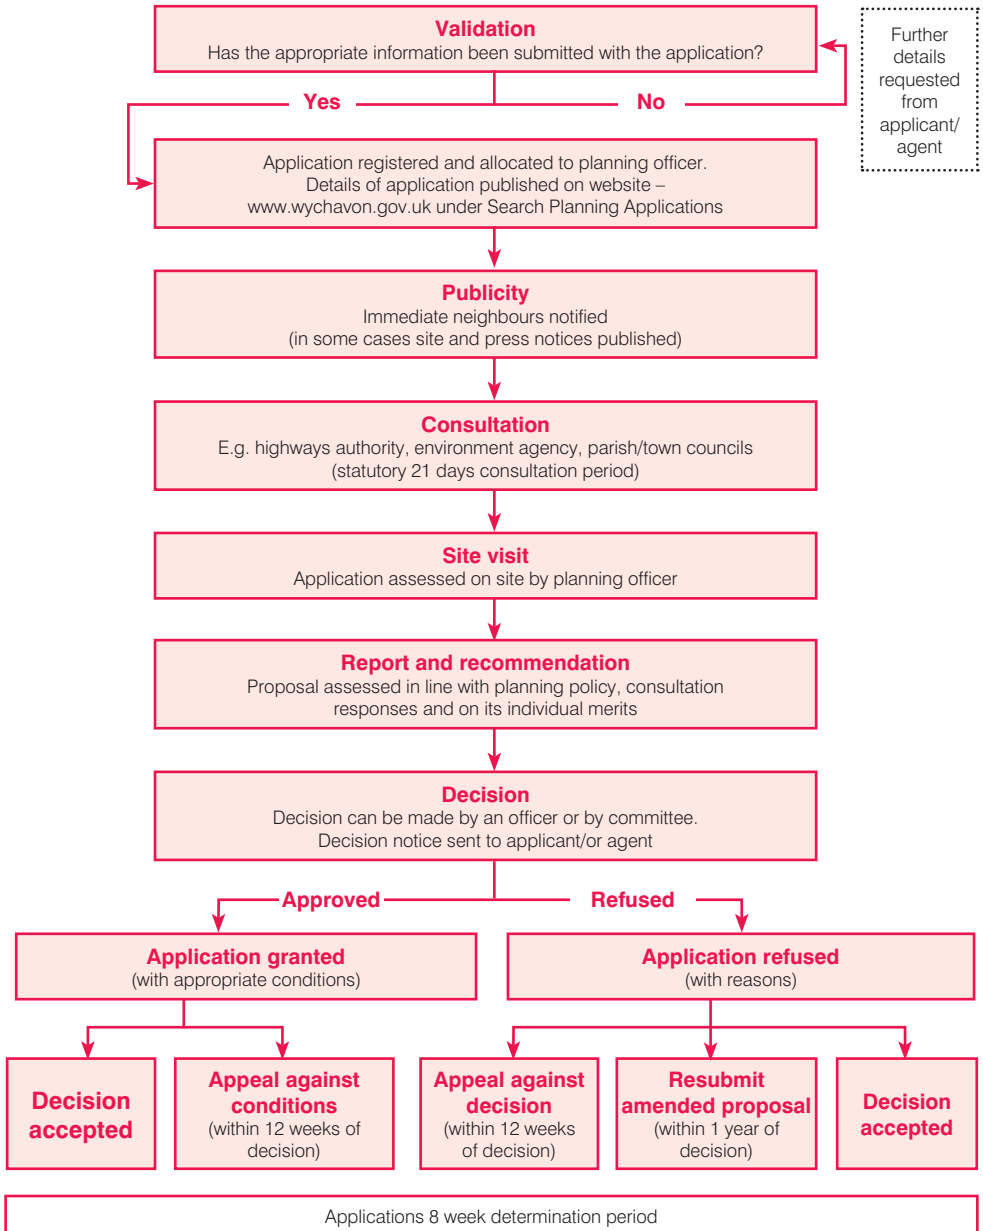 Validation
Has the appropriate information been submitted with the application?
Further
details
requested
from
applicant/
agent
Yes
No
Application registered and allocated to planning officer.
Details of application published on website –
www.wychavon.gov.uk under Search Planning Applications
Publicity
Immediate neighbours notified
(in some cases site and press notices published)
Consultation
E.g. highways authority, environment agency, parish/town councils
(statutory 21 days consultation period)
Site visit
Application assessed on site by planning officer
Report and recommendation
Proposal assessed in line with planning policy, consultation
responses and on its individual merits
Decision
Decision can be made by an officer or by committee.
Decision notice sent to applicant/or agent
Approved
Refused
Application granted
(with appropriate conditions)
Application refused
(with reasons)
Decision
accepted
Appeal against
conditions
(within 12 weeks of
decision)
Appeal against
decision
(within 12 weeks
of decision)
Resubmit
amended proposal
(within 1 year of
decision)
Decision
accepted
Applications 8 week determination period